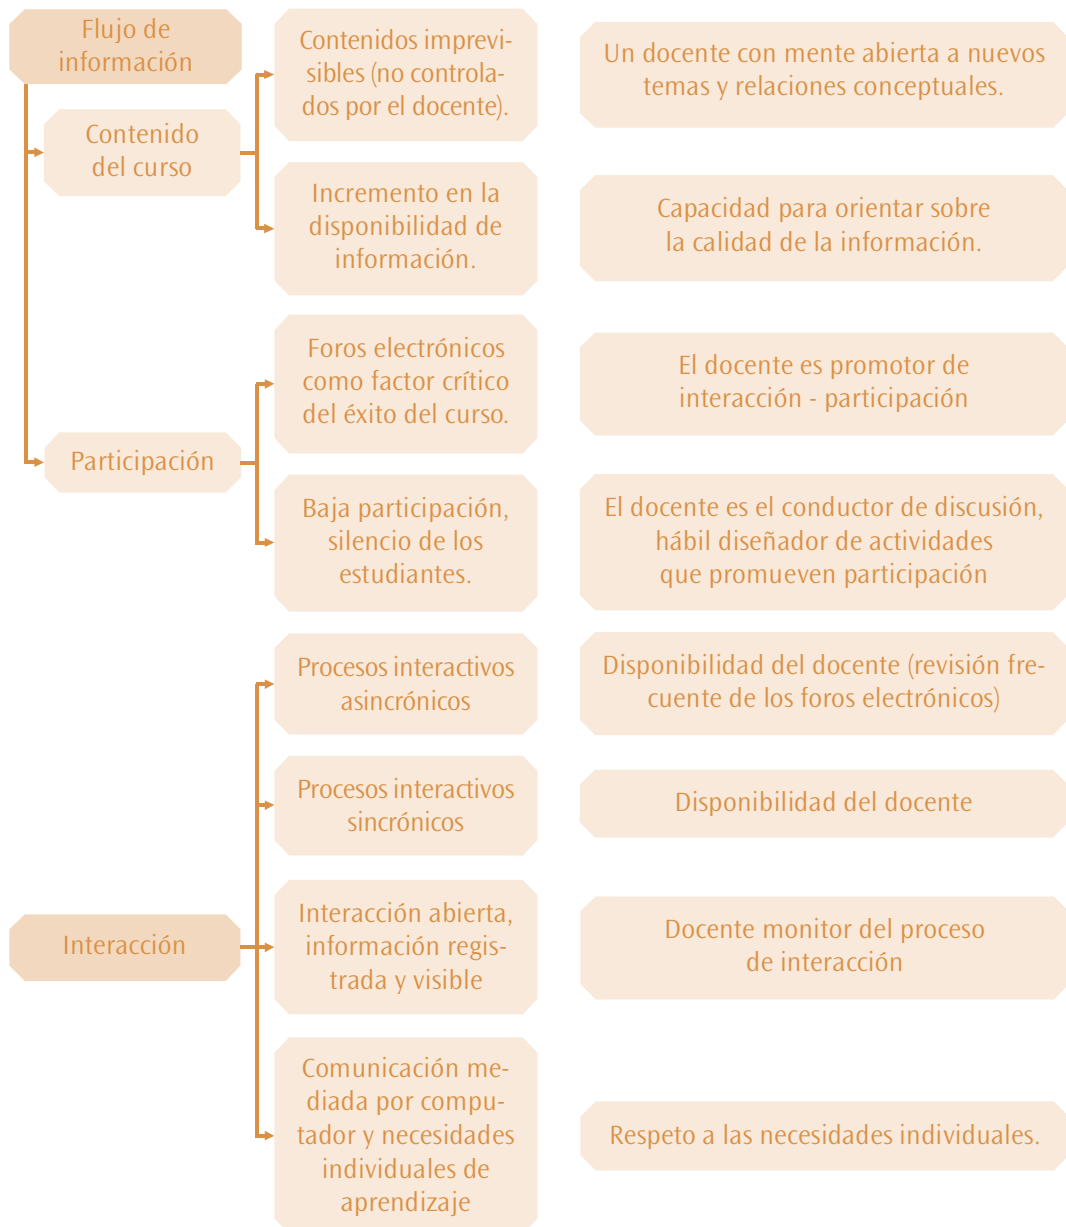 Flujo de
información
Contenido
del curso
Contenidos imprevi-
sibles (no controla-
dos por el docente).
Un docente con mente abierta a nuevos
temas y relaciones conceptuales.
Incremento en la
disponibilidad de
información.
Capacidad para orientar sobre
la calidad de la información.
Participación
Foros electrónicos
como factor crítico
del éxito del curso.
El docente es promotor de
interacción - participación
Baja participación,
silencio de los
estudiantes.
El docente es el conductor de discusión,
hábil diseñador de actividades
que promueven participación
Interacción
Procesos interactivos
asincrónicos
Disponibilidad del docente (revisión fre-
cuente de los foros electrónicos)
Procesos interactivos
sincrónicos
Disponibilidad del docente
Interacción abierta,
información regis-
trada y visible
Docente monitor del proceso
de interacción
Comunicación me-
diada por compu-
tador y necesidades
individuales de
aprendizaje
Respeto a las necesidades individuales.